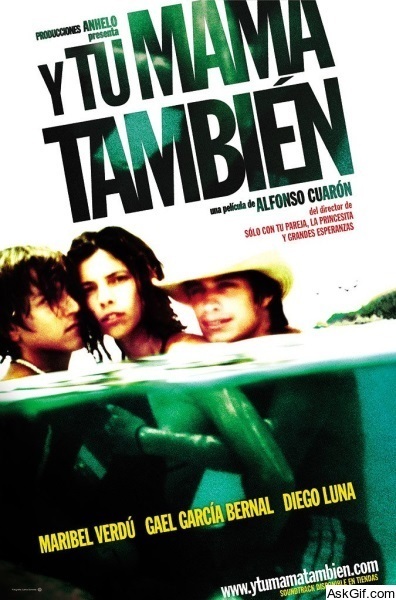 PRODUCCIONES ANHELO
presenta
Y TU MAMA
TAMBIÉN
una película de ALFONSO CUARÓN
del director de
SÓLO CON TU PAREJA, LA PRINCESITA
Y GRANDES ESPERANZAS
MARIBEL VERDÚ GAEL GARCÍA BERNAL DIEGO LUNA
www.ytumamatambien.com
SOUNDTRACK DISPONIBLE EN TIENDAS
AskGif.com